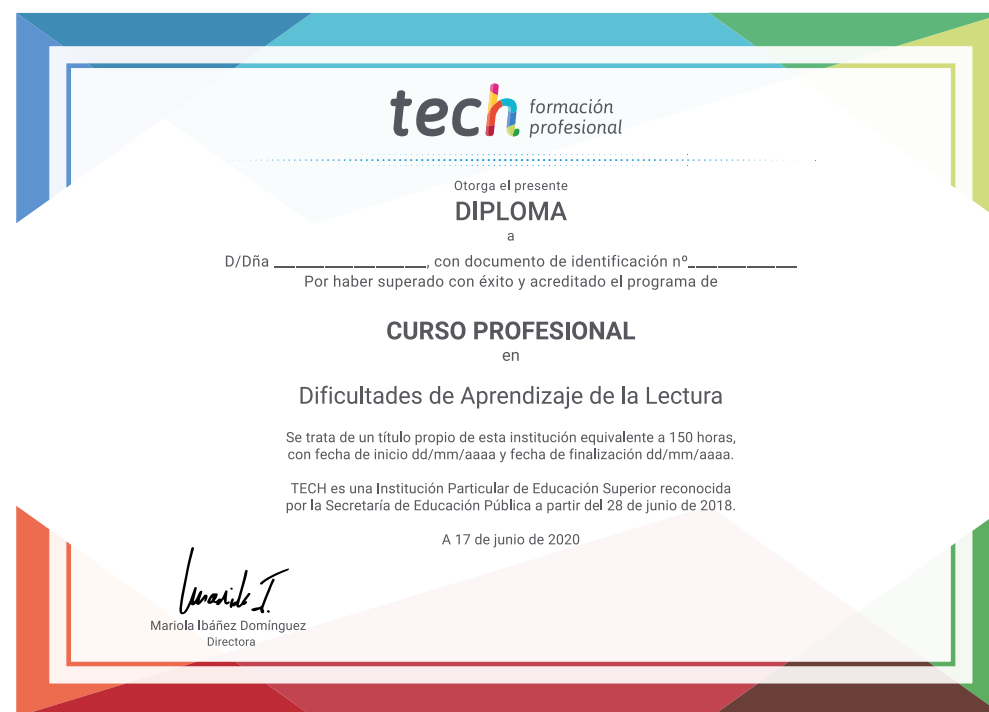 tech formación
profesional
Otorga el presente
DIPLOMA
a
D/Dña ______________, con documento de identificación nº__________
Por haber superado con éxito y acreditado el programa de
CURSO PROFESIONAL
en
Dificultades de Aprendizaje de la Lectura
Se trata de un título propio de esta institución equivalente a 150 horas,
con fecha de inicio dd/mm/aaaa y fecha de finalización dd/mm/aaaa.
TECH es una Institución Particular de Educación Superior reconocida
por la Secretaría de Educación Pública a partir del 28 de junio de 2018.
A 17 de junio de 2020
Mariola Ibáñez Domínguez
Directora